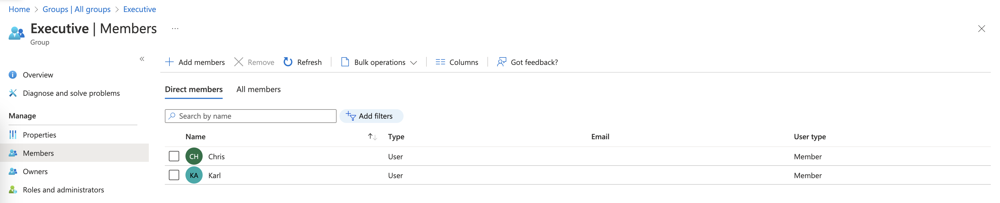 Home > Groups | All groups > Executive
Executive | Members ...
Group
«
Add members Remove Refresh Bulk operations Columns Got feedback?
Overview
Diagnose and solve problems
Manage
Properties
Members
Owners
Roles and administrators
Direct members All members
Search by name Add filters
Name ↑↓ Type Email User type
CH Chris User Member
KA Karl User Member